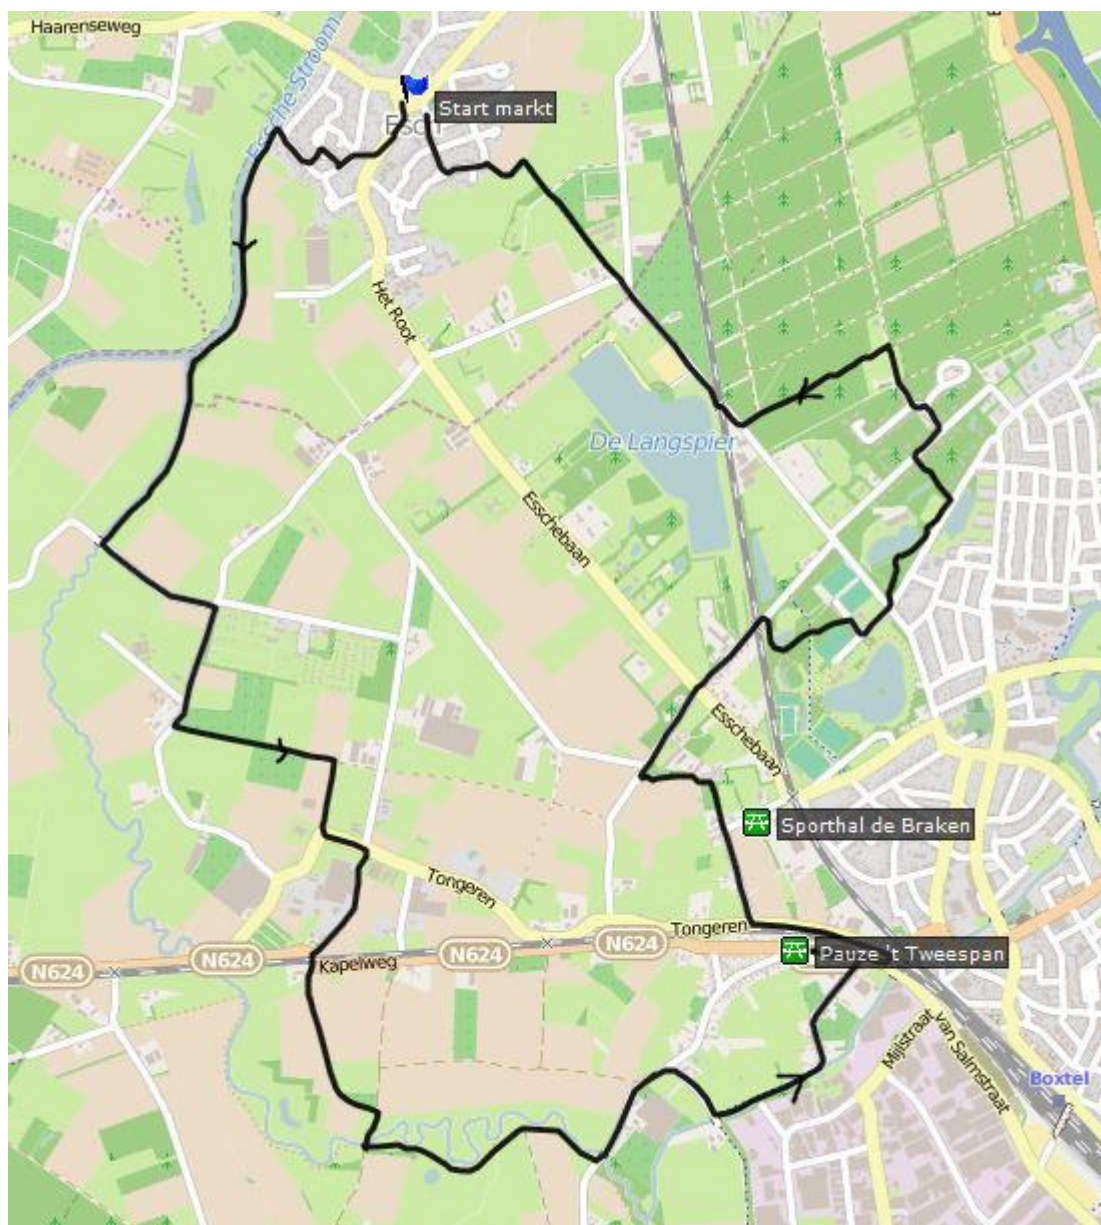 Haarenseweg
Essche Stroom
Start markt
Esch
Het Root
De Langspier
Esschebaan
Esschebaan
Sporthal de Braken
Tongeren
Tongeren
N624
N624
N624
N624
Kapelweg
Pauze 't Tweespan
Mijlstraat
van Salmstraat
Boxtel